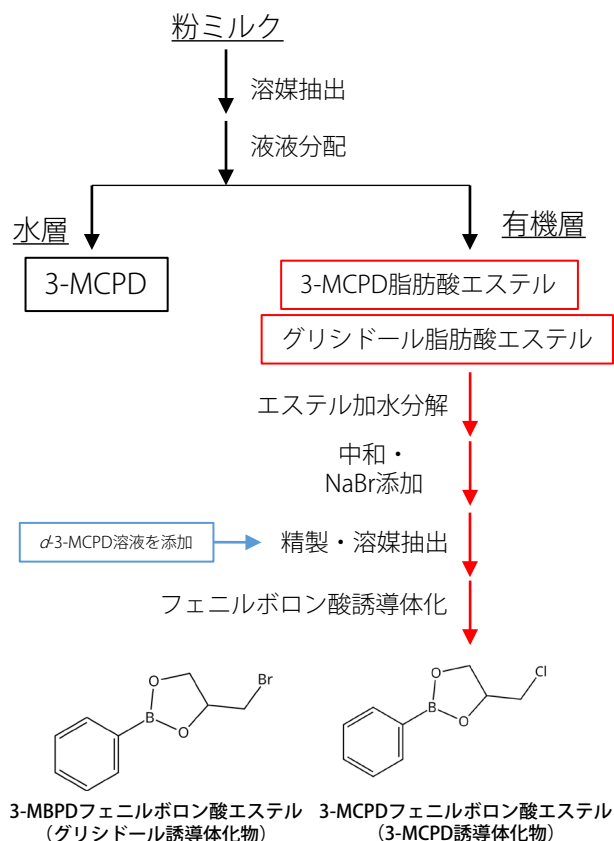 粉ミルク
溶媒抽出
液液分配
水層
有機層
3-MCPD
3-MCPD脂肪酸エステル
グリシドール脂肪酸エステル
エステル加水分解
中和・
NaBr添加
d-3-MCPD溶液を添加
精製・溶媒抽出
フェニルボロン酸誘導体化
Br
O
B
O
Cl
O
B
O
3-MBPDフェニルボロン酸エステル
（グリシドール誘導体化物）
3-MCPDフェニルボロン酸エステル
（3-MCPD誘導体化物）